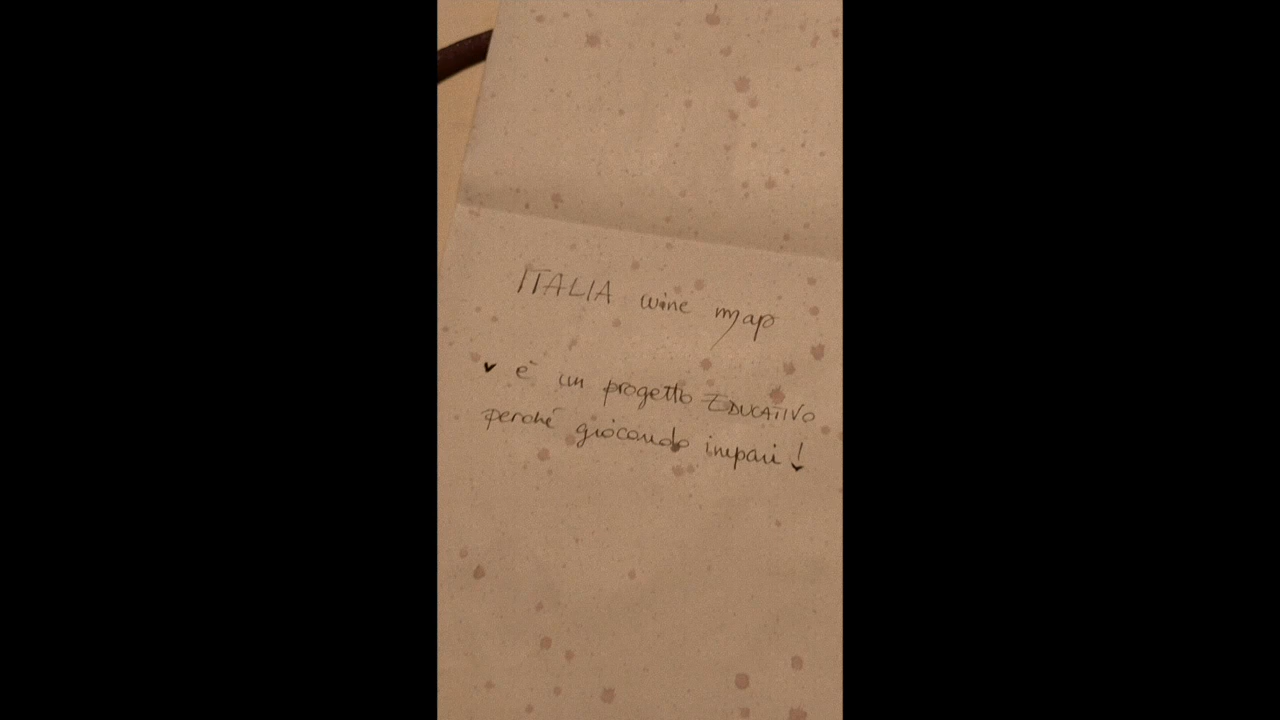 ITALIA wine map
è un progetto EDUCATIVO
perché giocando impari!